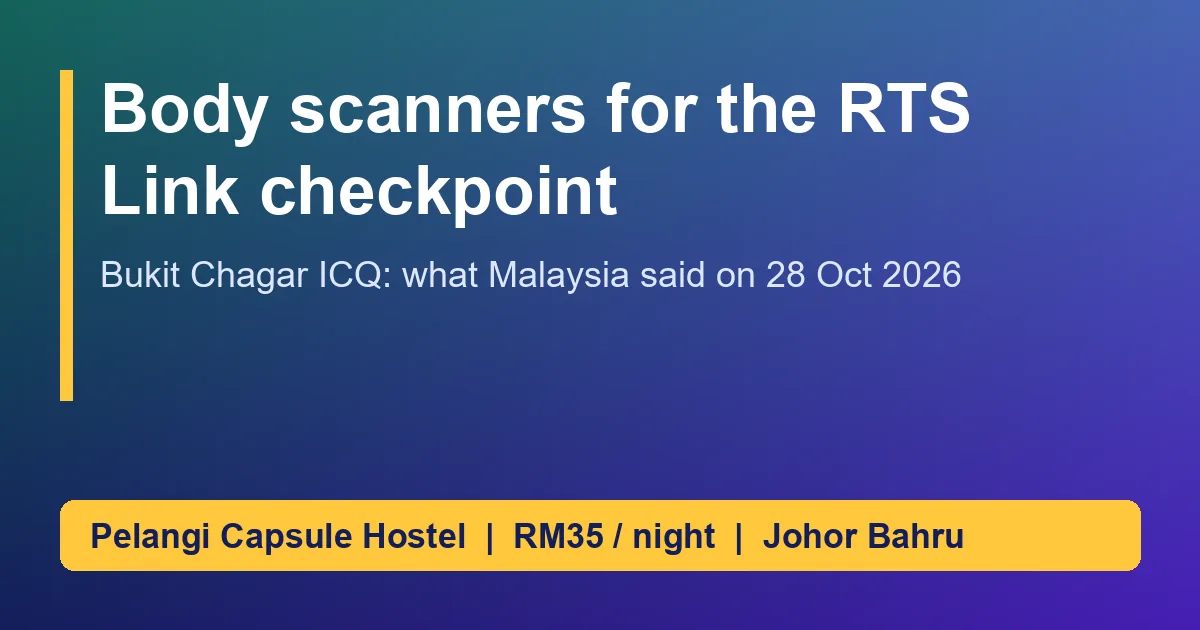 Body scanners for the RTS
Link checkpoint
Bukit Chagar ICQ: what Malaysia said on 28 Oct 2026
Pelangi Capsule Hostel | RM35 / night | Johor Bahru